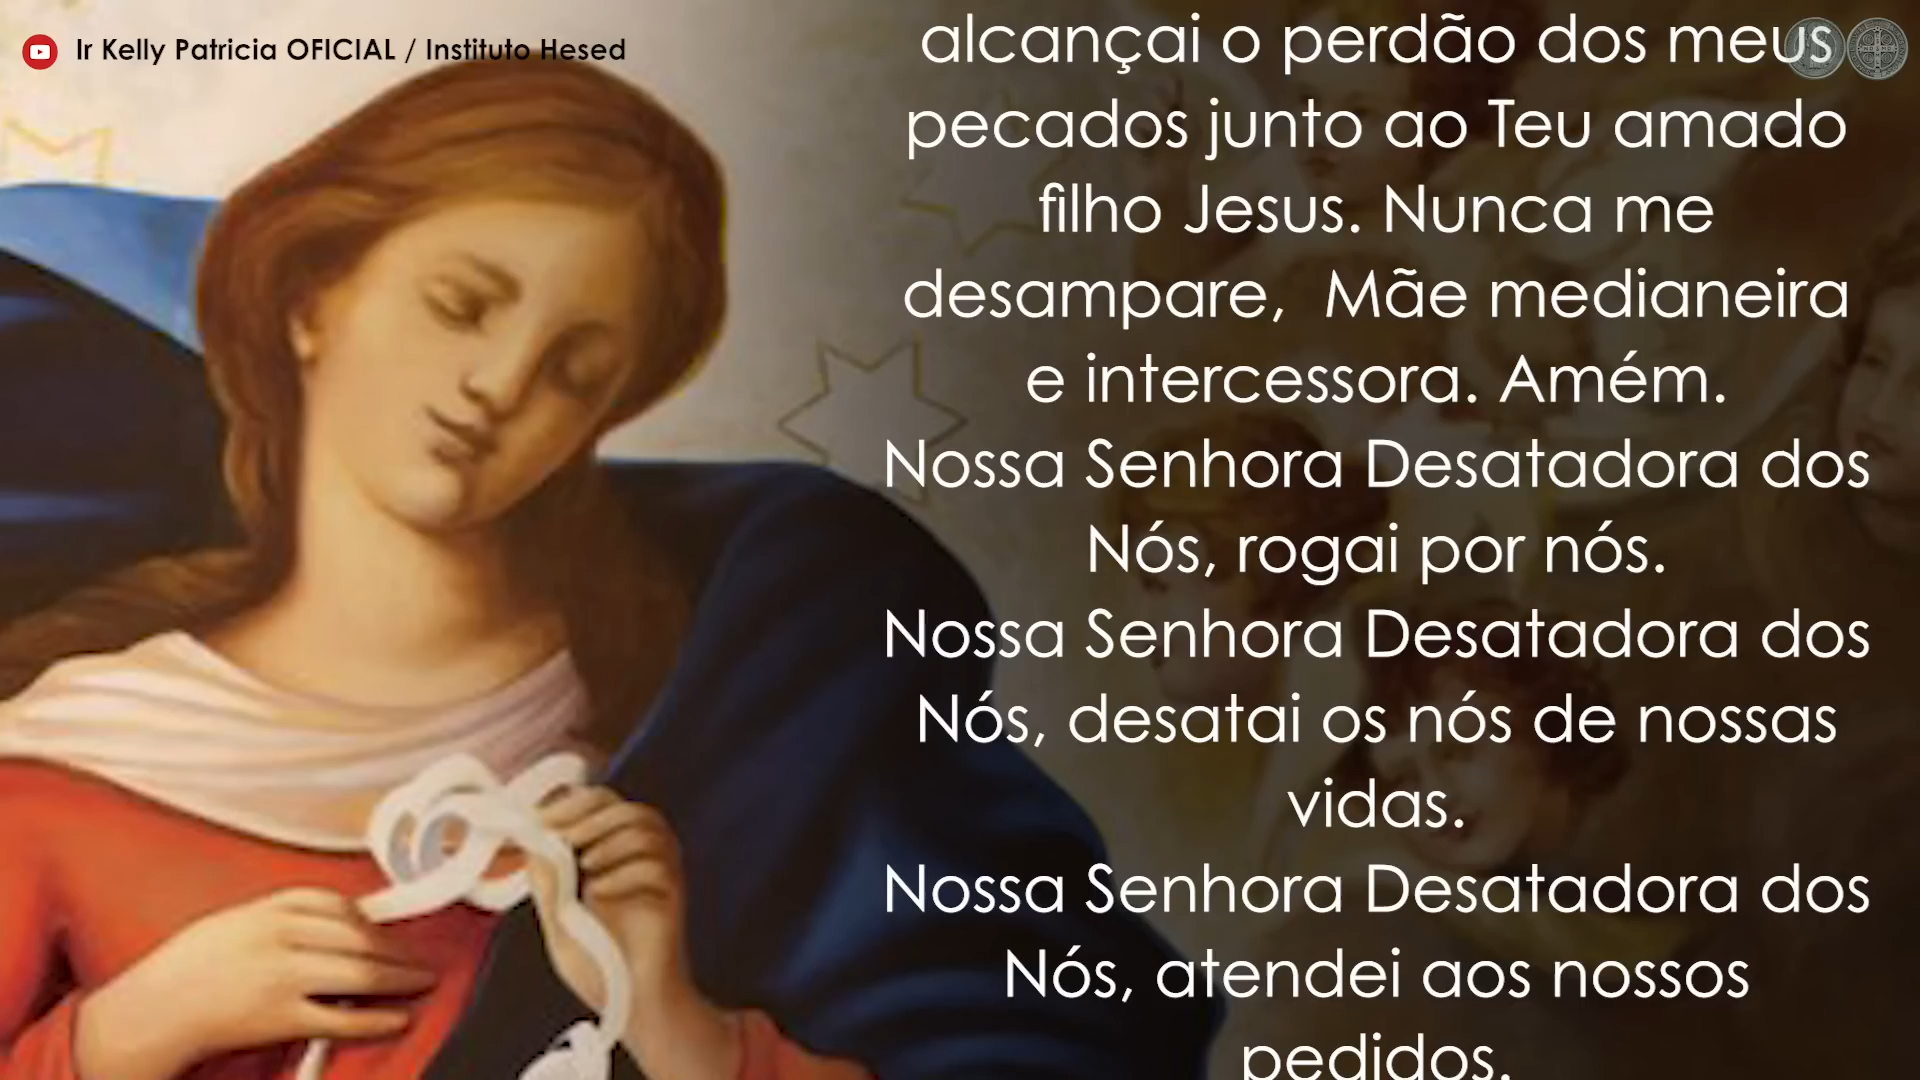 Ir Kelly Patricia OFICIAL / Instituto Hesed
alcançai o perdão dos meus
pecados junto ao Teu amado
filho Jesus. Nunca me
desampare,  Mãe medianeira
e intercessora. Amém.
Nossa Senhora Desatadora dos
Nós, rogai por nós.
Nossa Senhora Desatadora dos
Nós, desatai os nós de nossas
vidas.
Nossa Senhora Desatadora dos
Nós, atendei aos nossos
pedidos.